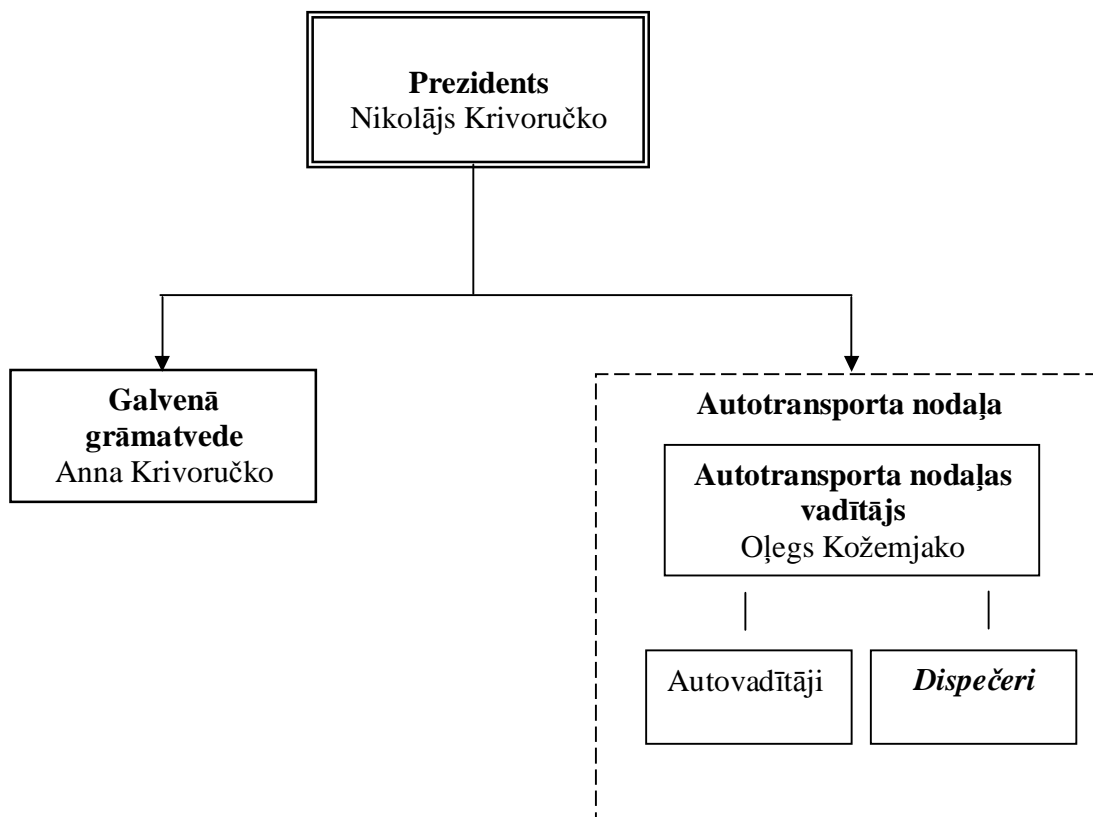 Prezidents
Nikolājs Krivoručko
Galvenā
grāmatvede
Anna Krivoručko
Autotransporta nodaļa
Autotransporta nodaļas
vadītājs
Oļegs Kožemjako
Autovadītāji
Dispečeri